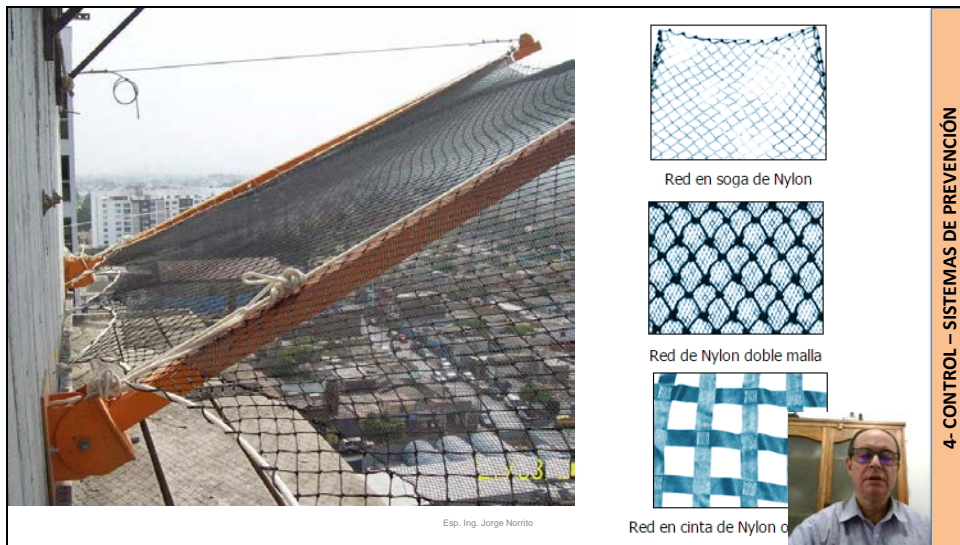 Red en soga de Nylon
Red de Nylon doble malla
Red en cinta de Nylon o
Esp. Ing. Jorge Norrito
4- CONTROL – SISTEMAS DE PREVENCIÓN